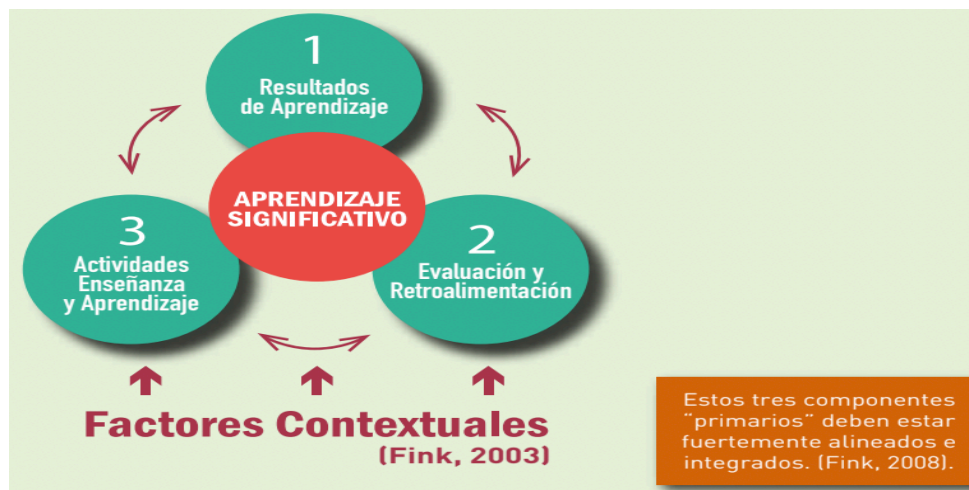 1
Resultados
de Aprendizaje
APRENDIZAJE
SIGNIFICATIVO
3
Actividades
Enseñanza
y Aprendizaje
2
Evaluación y
Retroalimentación
Factores Contextuales
(Fink, 2003)
Estos tres componentes
"primarios" deben estar
fuertemente alineados e
integrados. (Fink, 2008).